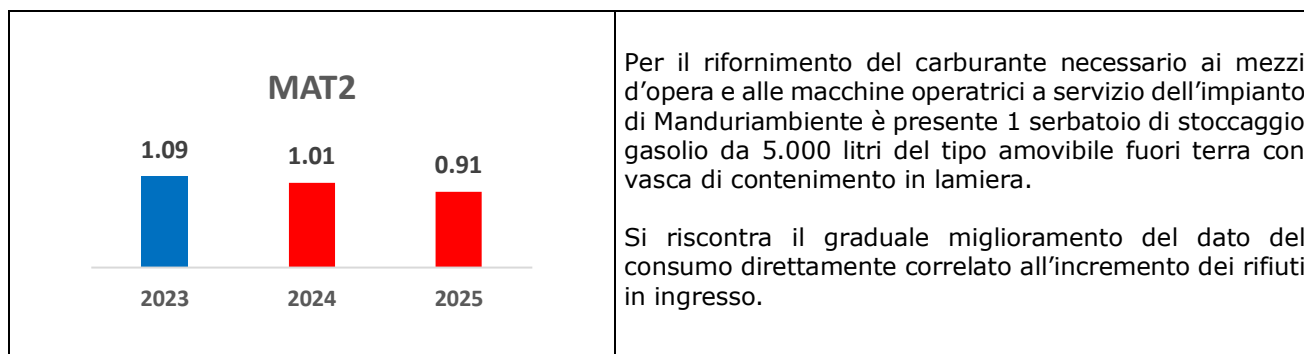 MAT2
1.09
1.01
0.91
2023
2024
2025
Per il rifornimento del carburante necessario ai mezzi
d’opera e alle macchine operatrici a servizio dell’impianto
di Manduriambiente è presente 1 serbatoio di stoccaggio
gasolio da 5.000 litri del tipo amovibile fuori terra con
vasca di contenimento in lamiera.
Si riscontra il graduale miglioramento del dato del
consumo direttamente correlato all’incremento dei rifiuti
in ingresso.